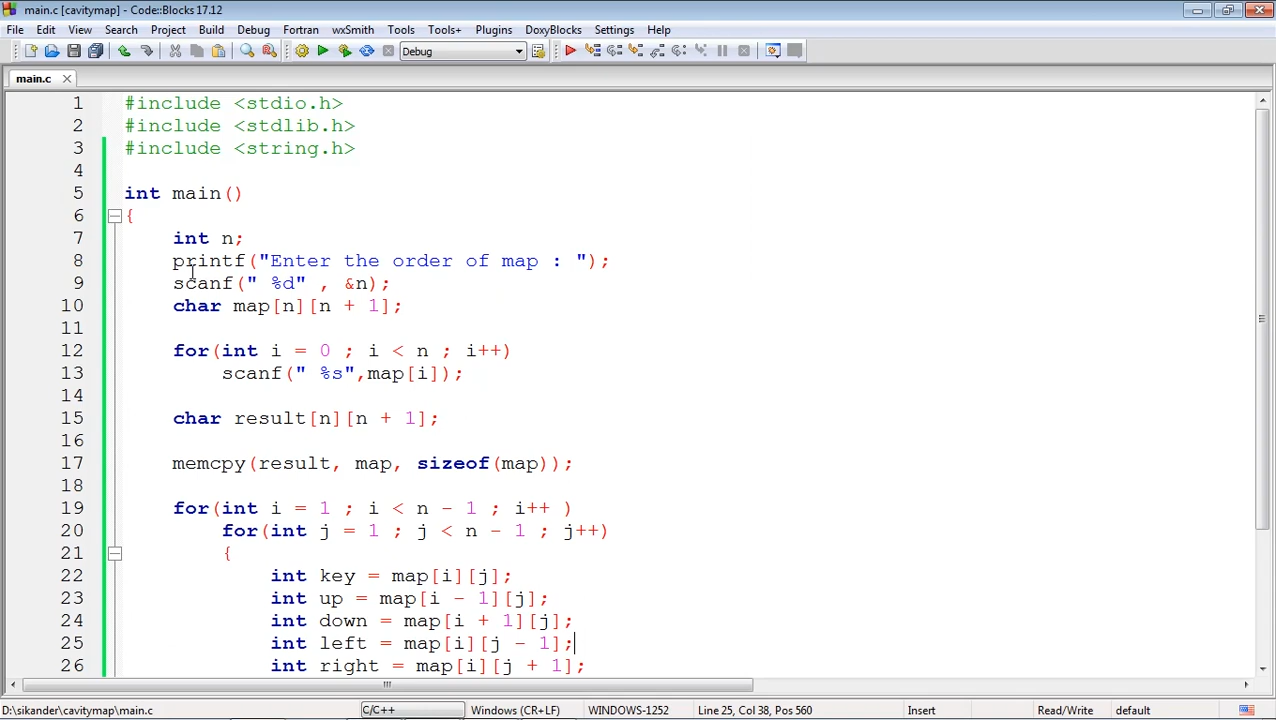 main.c [cavitymap] - Code::Blocks 17.12
File Edit View Search Project Build Debug Fortran wxSmith Tools Tools+ Plugins DoxyBlocks Settings Help
Debug
main.c
1 #include <stdio.h>
2 #include <stdlib.h>
3 #include <string.h>
4
5 int main()
6 {
7 int n;
8 printf("Enter the order of map : ");
9 scanf(" %d" , &n);
10 char map[n][n + 1];
11
12 for(int i = 0 ; i < n ; i++)
13 scanf(" %s",map[i]);
14
15 char result[n][n + 1];
16
17 memcpy(result, map, sizeof(map));
18
19 for(int i = 1 ; i < n - 1 ; i++ )
20 for(int j = 1 ; j < n - 1 ; j++)
21 {
22 int key = map[i][j];
23 int up = map[i - 1][j];
24 int down = map[i + 1][j];
25 int left = map[i][j - 1];
26 int right = map[i][j + 1];
D:\sikander\cavitymap\main.c C/C++ Windows (CR+LF) WINDOWS-1252 Line 25, Col 38, Pos 560 Insert Read/Write default